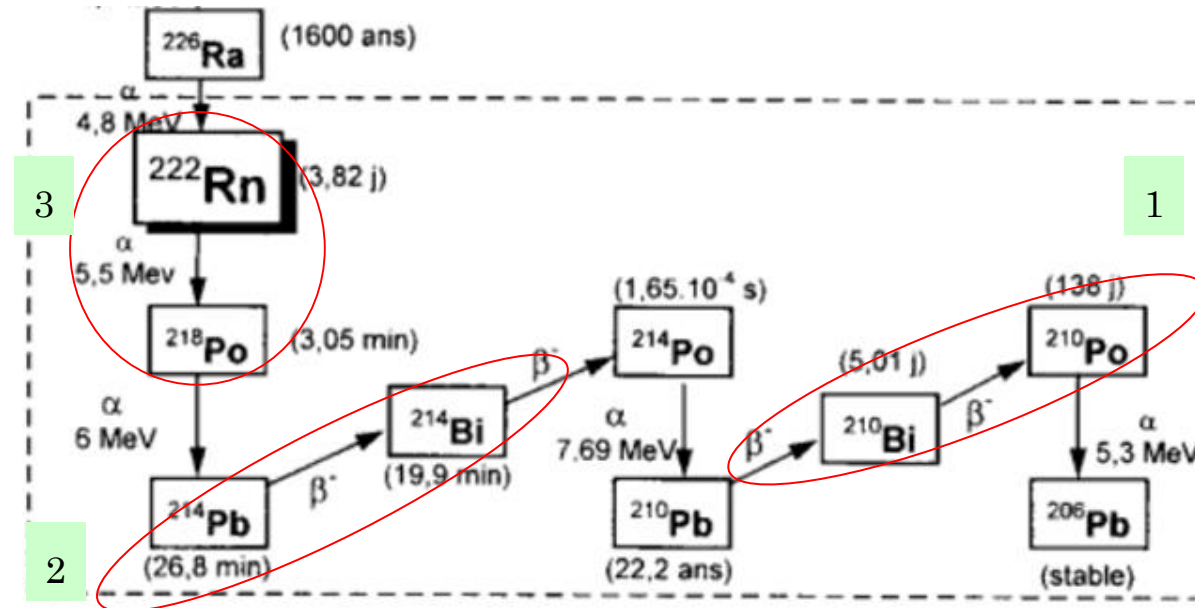 226Ra
(1600 ans)
α
4,8 MeV
222Rn
(3,82 j)
3
1
α
5,5 Mev
(1,65.10-4 s)
(138 j)
218Po
(3,05 min)
214Po
210Po
β-
(5,01 j)
α
6 MeV
214Bi
α
7,69 MeV
β-
210Bi
β-
α
5,3 MeV
(19,9 min)
β-
214Pb
210Pb
206Pb
2
(26,8 min)
(22,2 ans)
(stable)